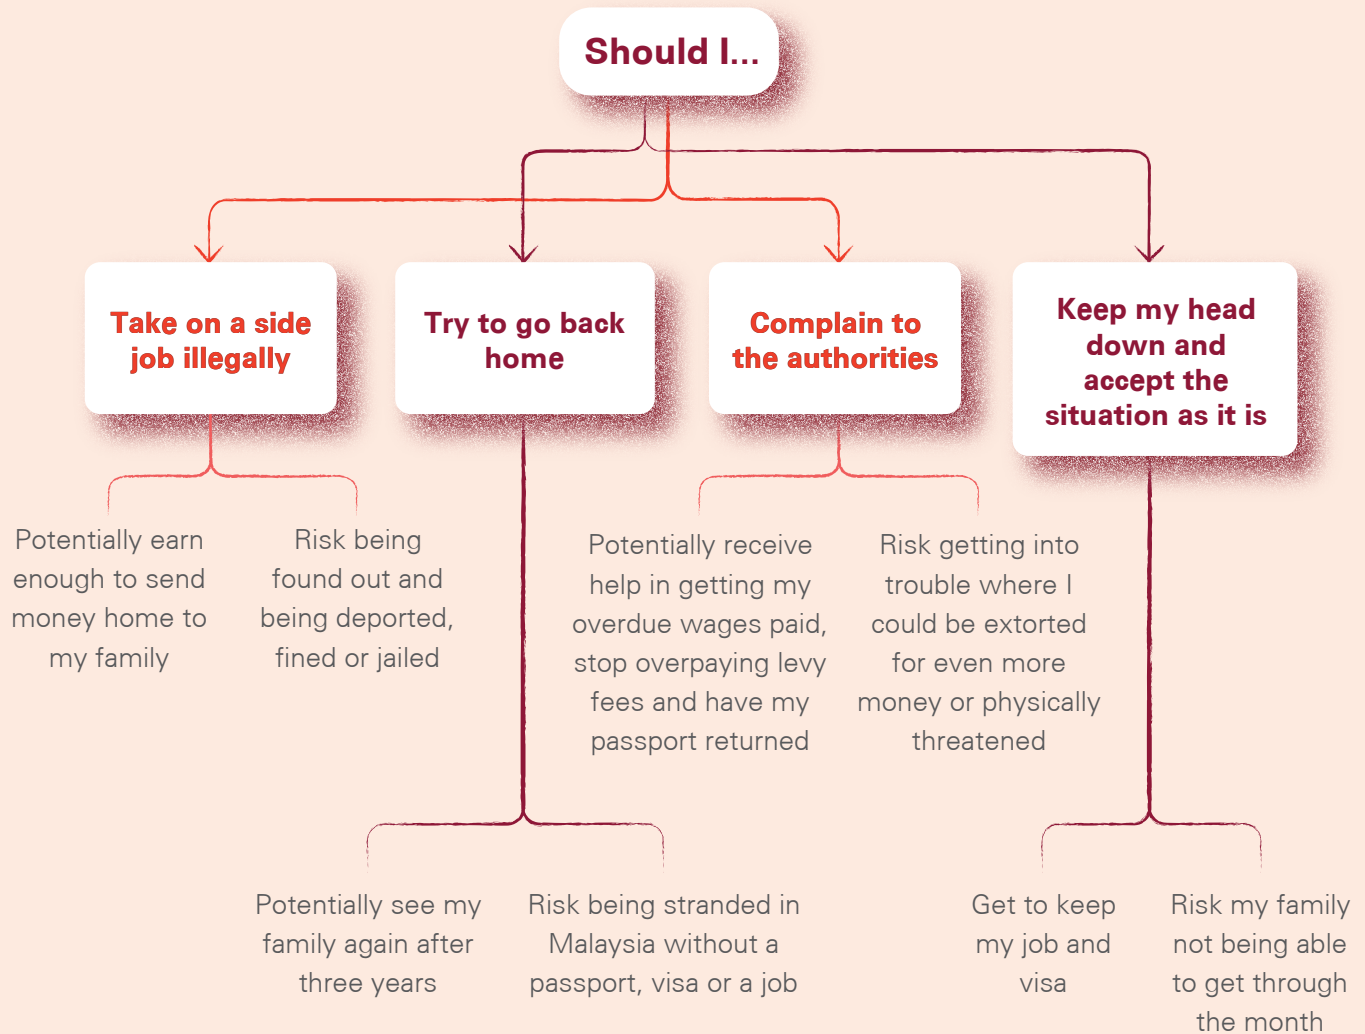 Should I...
Take on a side
job illegally
Try to go back
home
Complain to
the authorities
Keep my head
down and
accept the
situation as it is
Potentially earn
enough to send
money home to
my family
Risk being
found out and
being deported,
fined or jailed
Potentially receive
help in getting my
overdue wages paid,
stop overpaying levy
fees and have my
passport returned
Risk getting into
trouble where I
could be extorted
for even more
money or physically
threatened
Potentially see my
family again after
three years
Risk being stranded in
Malaysia without a
passport, visa or a job
Get to keep
my job and
visa
Risk my family
not being able
to get through
the month